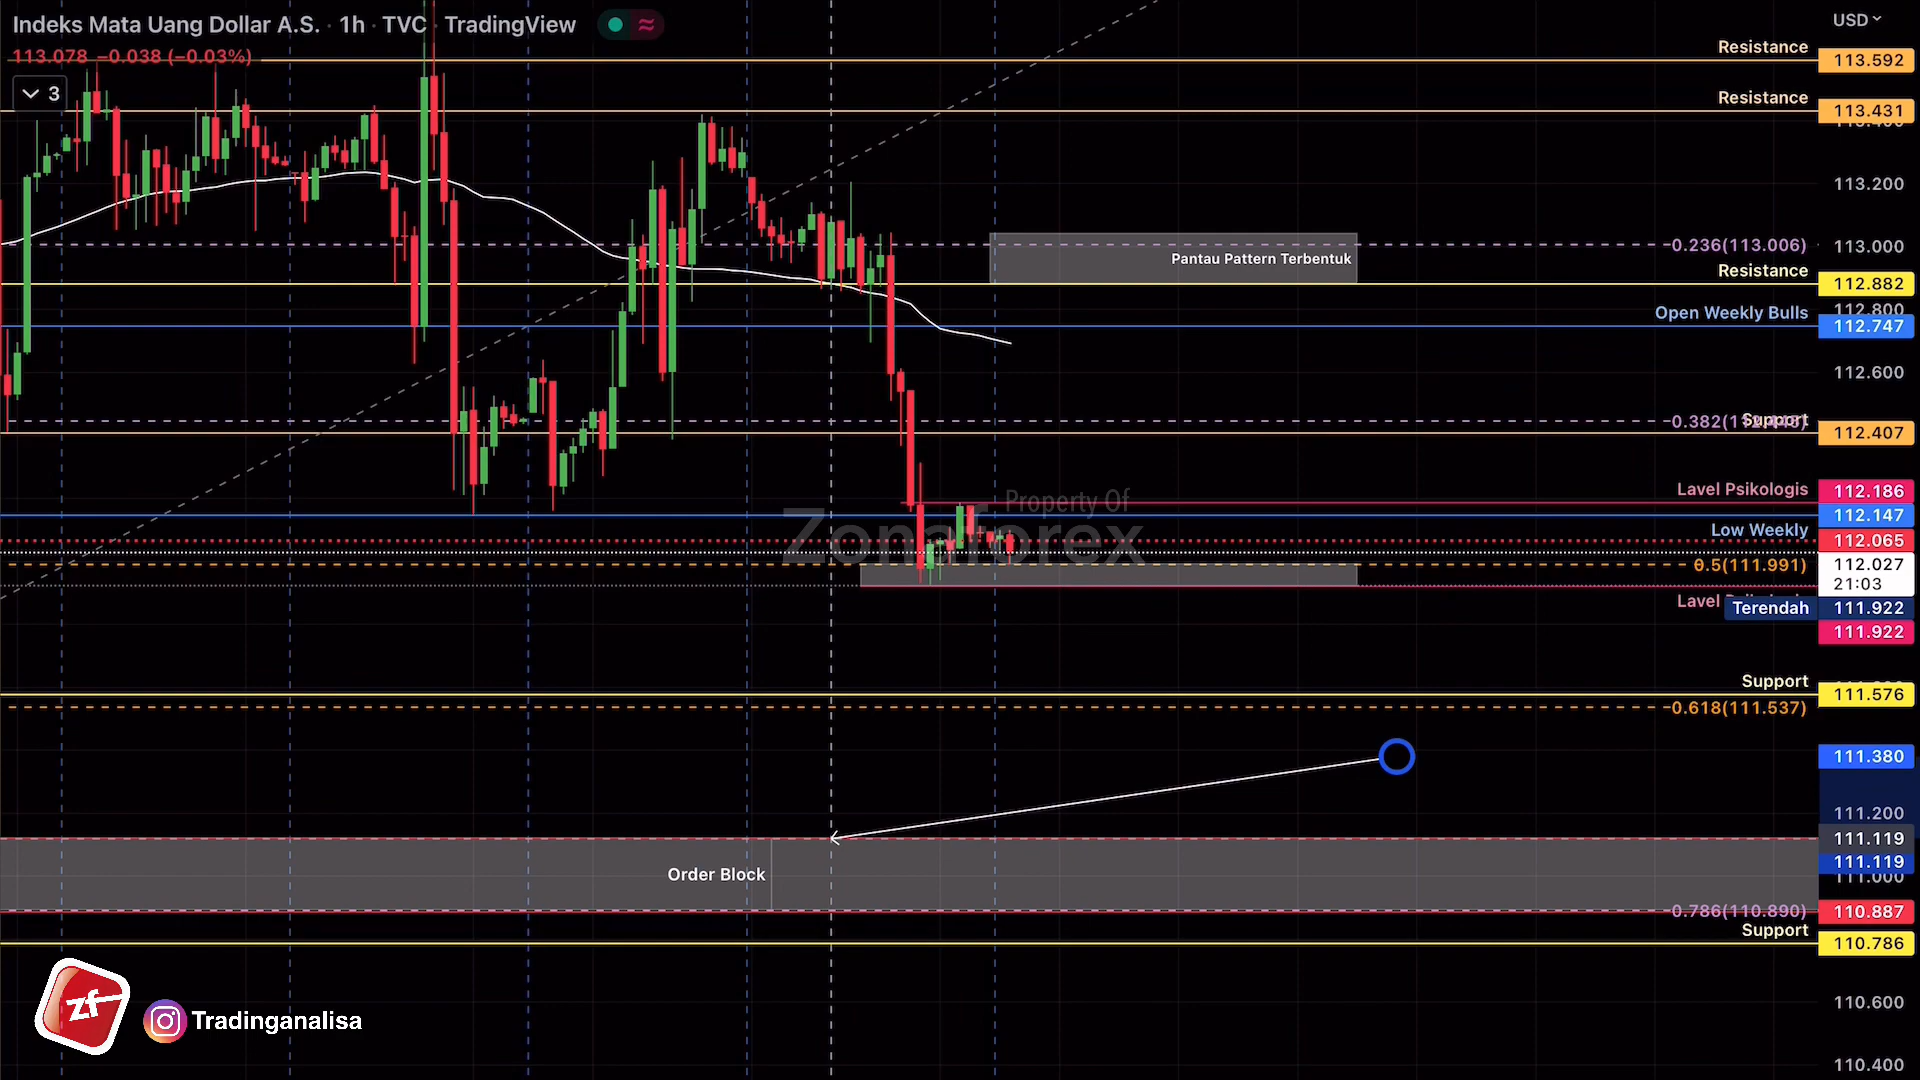 Indeks Mata Uang Dollar A.S. · 1h · TVC · TradingView
USD
113.078 −0.038 (−0.03%)
3
Resistance
113.592
Resistance
113.431
113.200
0.236(113.006)
113.000
Pantau Pattern Terbentuk
Resistance
112.882
112.800
Open Weekly Bulls
112.747
112.600
Support
112.407
Lavel Psikologis
112.186
Property Of
Zonaforex
112.147
Low Weekly
112.065
0.5(111.991)
112.027
21:03
Lavel
Terendah
111.922
111.922
Support
111.576
0.618(111.537)
111.380
111.200
111.119
111.119
111.000
Order Block
0.786(110.890)
110.887
Support
110.786
zf
Tradinganalisa
110.600
110.400